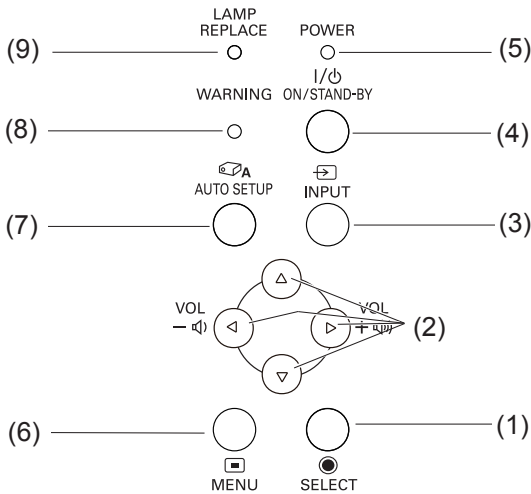 LAMP
REPLACE
POWER
(9)
(5)
I/⏻
ON/STAND-BY
WARNING
(8)
(4)
A
AUTO SETUP
INPUT
(7)
(3)
VOL
−
VOL
+
(2)
(6)
(1)
MENU
SELECT